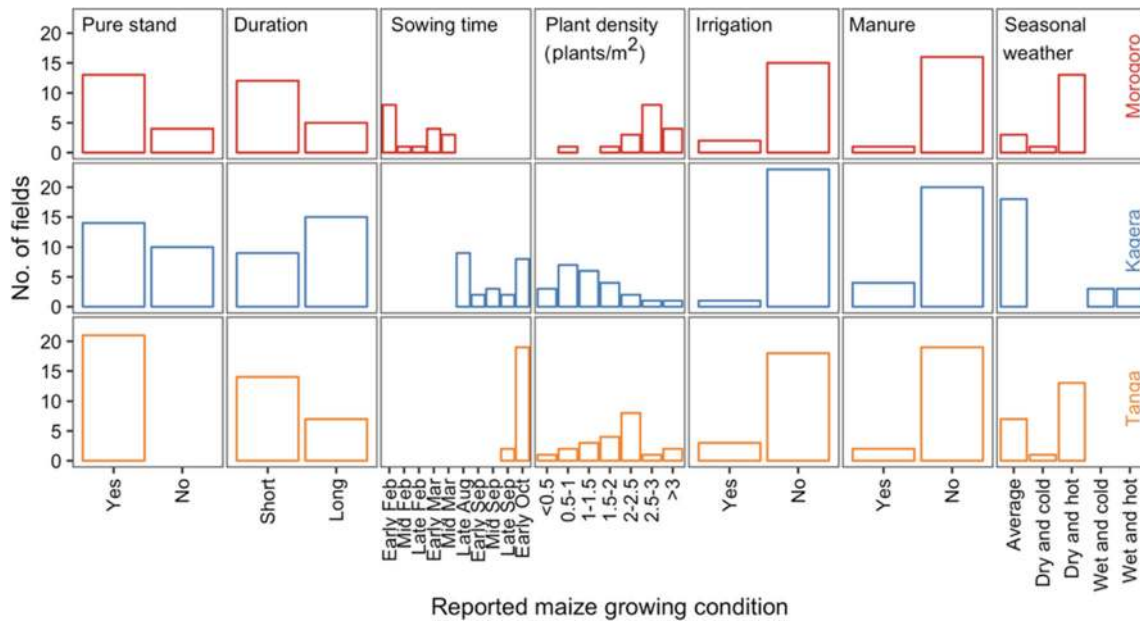 Pure stand
Duration
Sowing time
Plant density
(plants/m²)
Irrigation
Manure
Seasonal
weather
20
15
10
5
0
Morogoro
20
15
10
5
0
Kagera
20
15
10
5
0
Tanga
No. of fields
Yes
No
Short
Long
Early Feb
Mid Feb
Late Feb
Early Mar
Mid Mar
Late Aug
Early Sep
Mid Sep
Late Sep
Early Oct
<0.5
0.5-1
1-1.5
1.5-2
2-2.5
2.5-3
>3
Yes
No
Yes
No
Average
Dry and cold
Dry and hot
Wet and cold
Wet and hot
Reported maize growing condition